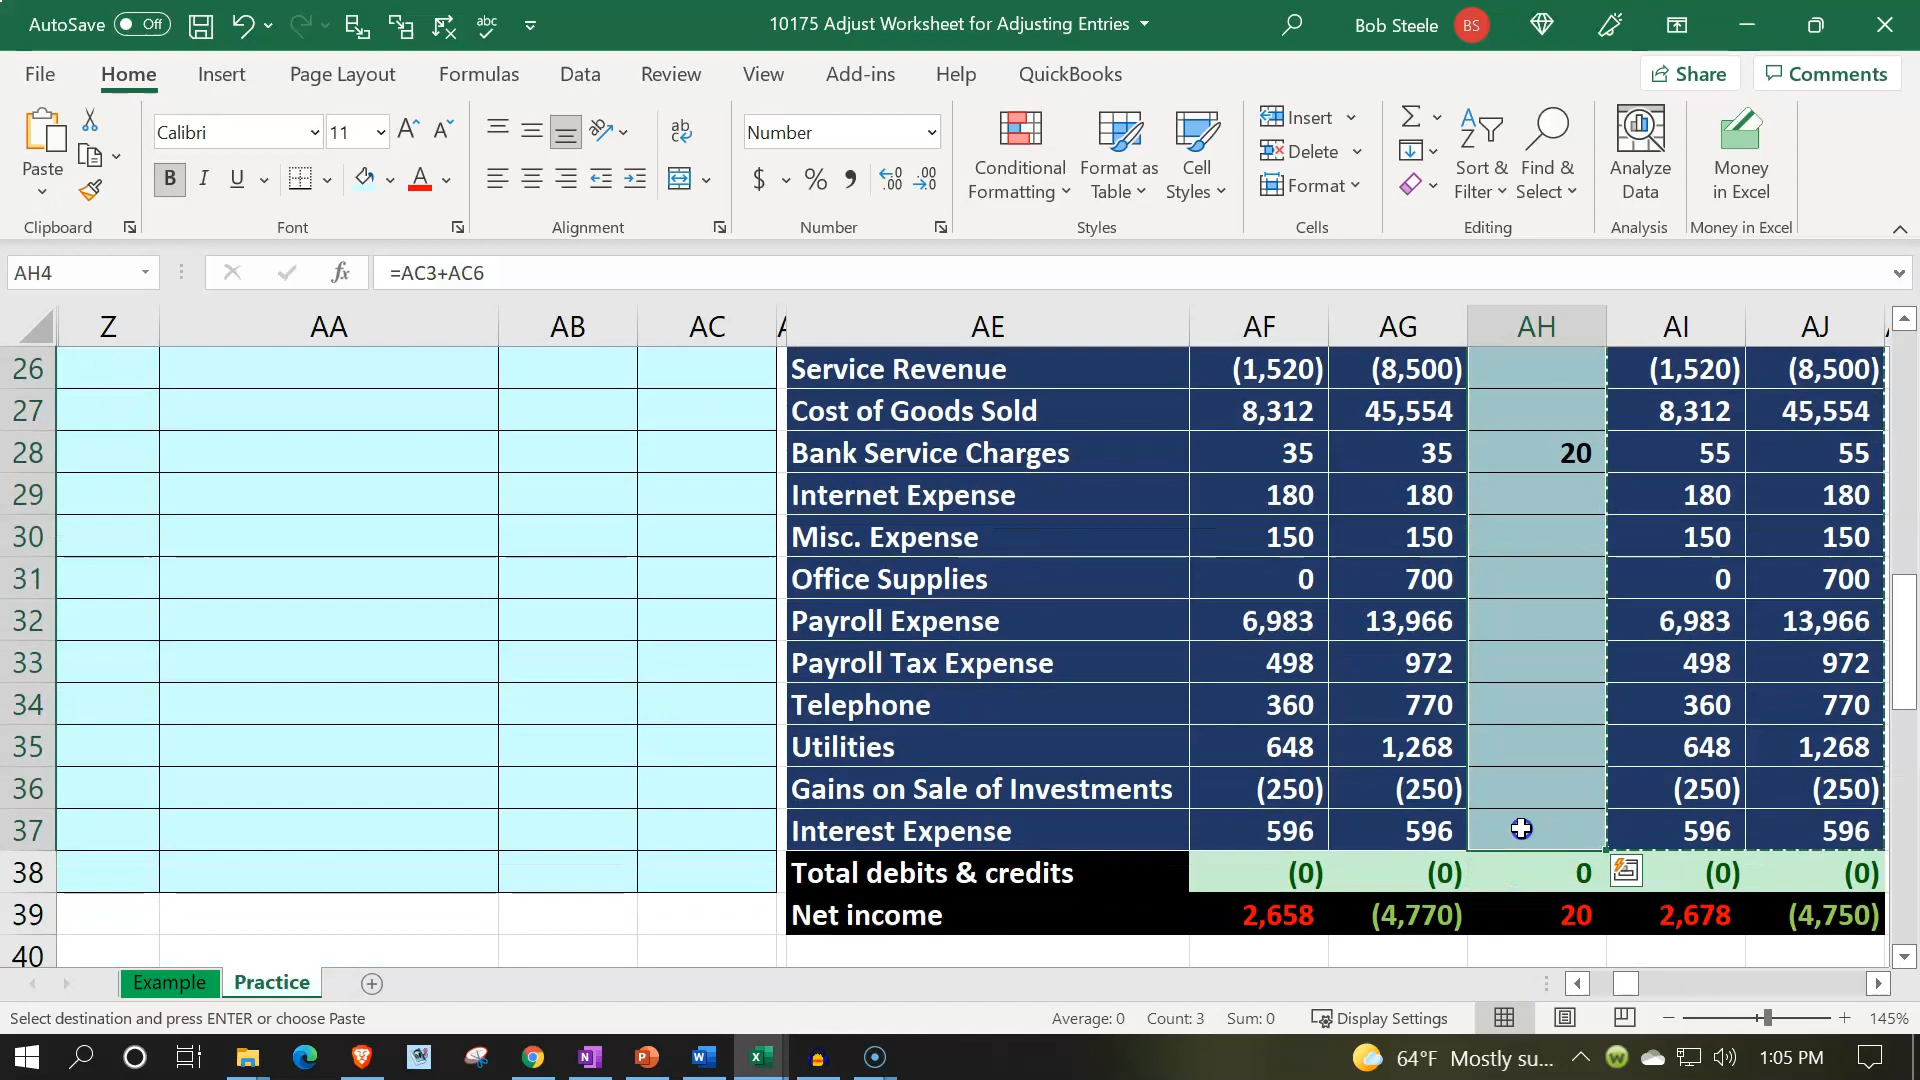 AutoSave Off
10175 Adjust Worksheet for Adjusting Entries
Bob Steele BS
File Home Insert Page Layout Formulas Data Review View Add-ins Help QuickBooks
Share Comments
Paste
Clipboard
Calibri 11
B I U
Font
Alignment
Number
$ %
Number
Conditional Formatting
Format as Table
Cell Styles
Styles
Insert
Delete
Format
Cells
Sort & Filter
Find & Select
Editing
Analyze Data
Analysis
Money in Excel
Money in Excel
AH4 fx =AC3+AC6
Z AA AB AC AE AF AG AH AI AJ
26 Service Revenue (1,520) (8,500) (1,520) (8,500)
27 Cost of Goods Sold 8,312 45,554 8,312 45,554
28 Bank Service Charges 35 35 20 55 55
29 Internet Expense 180 180 180 180
30 Misc. Expense 150 150 150 150
31 Office Supplies 0 700 0 700
32 Payroll Expense 6,983 13,966 6,983 13,966
33 Payroll Tax Expense 498 972 498 972
34 Telephone 360 770 360 770
35 Utilities 648 1,268 648 1,268
36 Gains on Sale of Investments (250) (250) (250) (250)
37 Interest Expense 596 596 596 596
38 Total debits & credits (0) (0) 0 (0) (0)
39 Net income 2,658 (4,770) 20 2,678 (4,750)
40
Example Practice
Select destination and press ENTER or choose Paste
Average: 0 Count: 3 Sum: 0 Display Settings 145%
64°F Mostly su... 1:05 PM